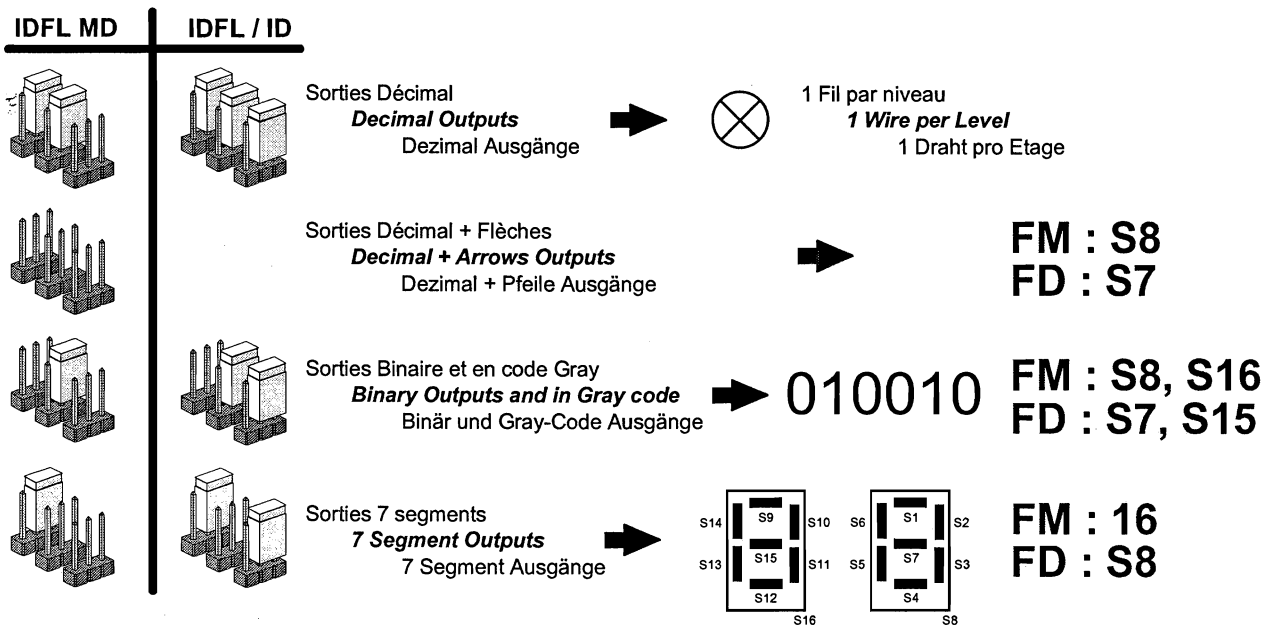 IDFL MD
IDFL / ID
Sorties Décimal
Decimal Outputs
Dezimal Ausgänge
1 Fil par niveau
1 Wire per Level
1 Draht pro Etage
Sorties Décimal + Flèches
Decimal + Arrows Outputs
Dezimal + Pfeile Ausgänge
FM : S8
FD : S7
Sorties Binaire et en code Gray
Binary Outputs and in Gray code
Binär und Gray-Code Ausgänge
010010
FM : S8, S16
FD : S7, S15
Sorties 7 segments
7 Segment Outputs
7 Segment Ausgänge
S14 S9 S10
S13 S15 S11
S12
S16
S6 S1 S2
S5 S7 S3
S4
S8
FM : 16
FD : S8